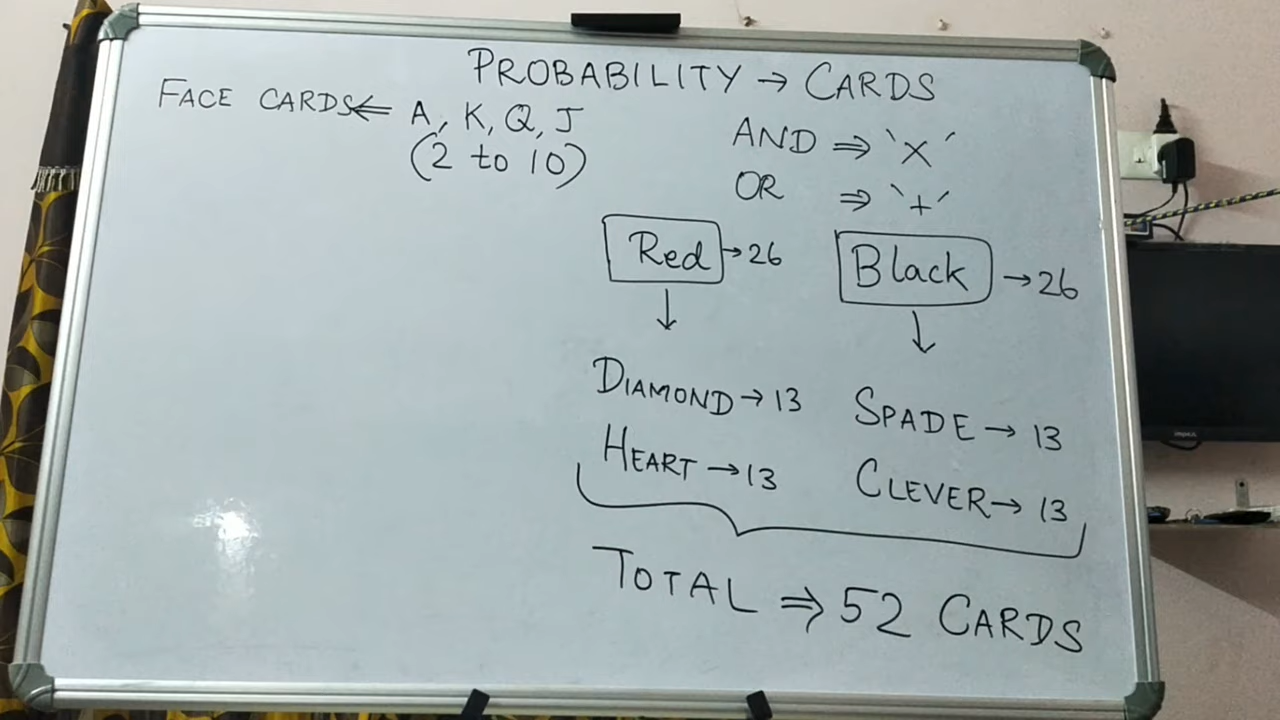 PROBABILITY → CARDS
FACE CARDS ⇐ A, K, Q, J
(2 to 10)
AND ⇒ ‘×’
OR ⇒ ‘+’
Red → 26
Black → 26
DIAMOND → 13
HEART → 13
SPADE → 13
CLEVER → 13
TOTAL ⇒ 52 CARDS